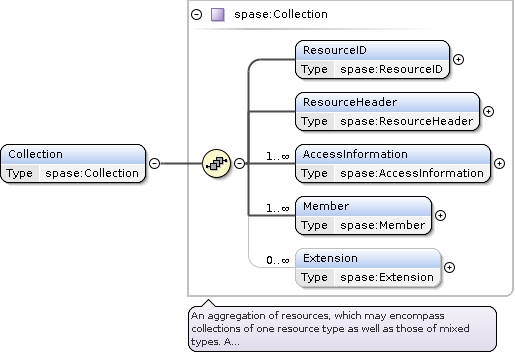 spase:Collection
ResourceID
Type spase:ResourceID
ResourceHeader
Type spase:ResourceHeader
Collection
Type spase:Collection
1..∞
AccessInformation
Type spase:AccessInformation
1..∞
Member
Type spase:Member
0..∞
Extension
Type spase:Extension
An aggregation of resources, which may encompass
collections of one resource type as well as those of mixed
types. A...